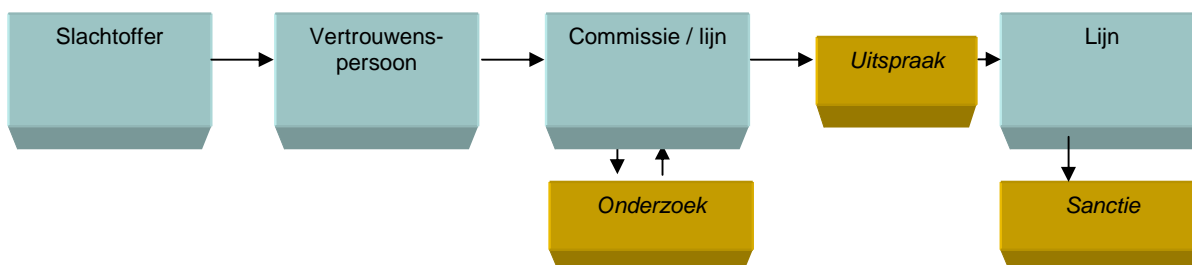 Slachtoffer
Vertrouwens-
persoon
Commissie / lijn
Uitspraak
Lijn
Onderzoek
Sanctie